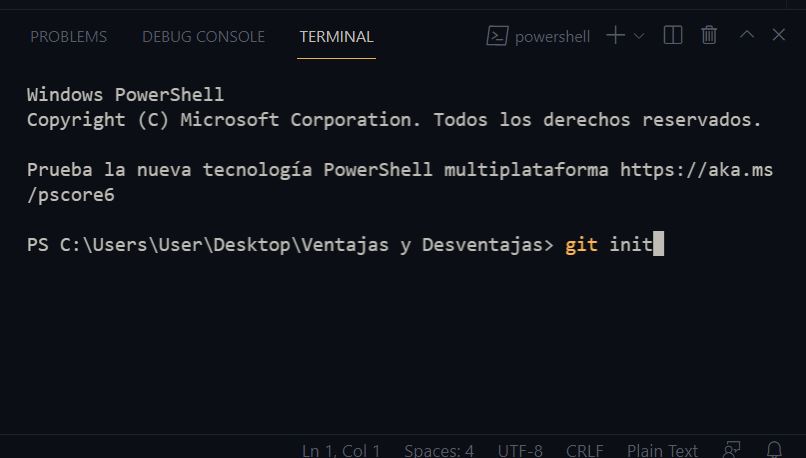 PROBLEMS DEBUG CONSOLE TERMINAL powershell
Windows PowerShell
Copyright (C) Microsoft Corporation. Todos los derechos reservados.
Prueba la nueva tecnología PowerShell multiplataforma https://aka.ms
/pscore6
PS C:\Users\User\Desktop\Ventajas y Desventajas> git init
Ln 1, Col 1 Spaces: 4 UTF-8 CRLF Plain Text